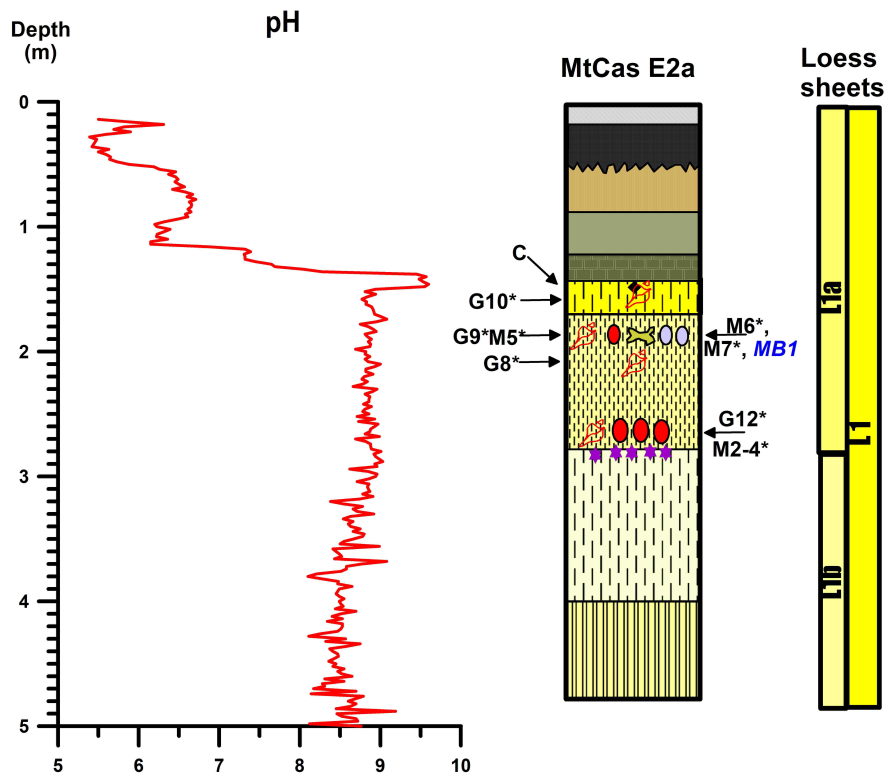 Depth
(m)
pH
MtCas E2a
Loess
sheets
0
1
2
3
4
5
5
6
7
8
9
10
C
G10*
G9*M5*
G8*
M6*,
M7*, MB1
G12*
M2-4*
L1a
L1
L1b